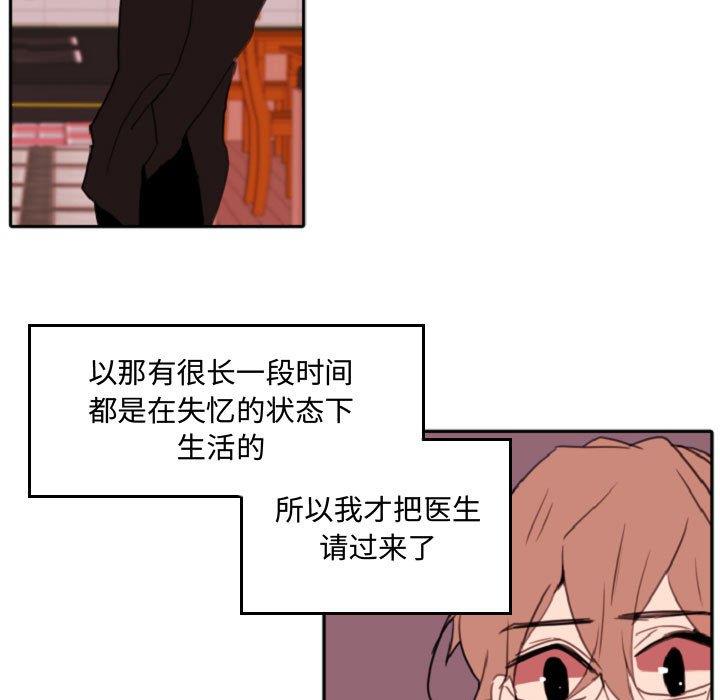 以那有很长一段时间
都是在失忆的状态下
生活的
所以我才把医生
请过来了